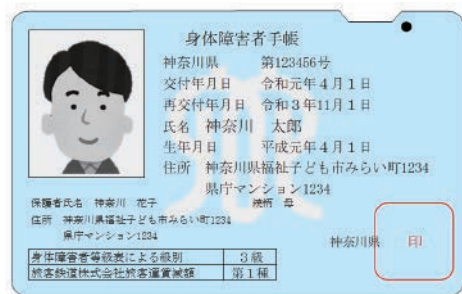 身体障害者手帳
神奈川県 第123456号
交付年月日 令和元年4月1日
再交付年月日 令和3年11月1日
氏名 神奈川 太郎
生年月日 平成元年4月1日
住所 神奈川県福祉子ども市みらい町1234
県庁マンション1234
保護者氏名 神奈川 花子 続柄 母
住所 神奈川県福祉子ども市みらい町1234
県庁マンション1234
神奈川県 印
身体障害者等級表による級別 3級
旅客鉄道株式会社旅客運賃減額 第1種